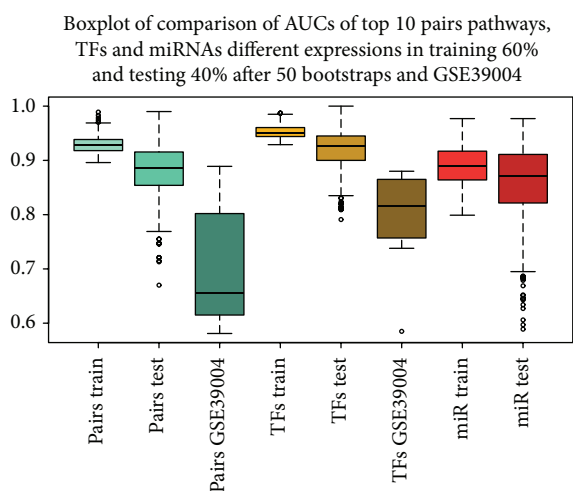 Boxplot of comparison of AUCs of top 10 pairs pathways,
TFs and miRNAs different expressions in training 60%
and testing 40% after 50 bootstraps and GSE39004
1.0
0.9
0.8
0.7
0.6
Pairs train
Pairs test
Pairs GSE39004
TFs train
TFs test
TFs GSE39004
miR train
miR test